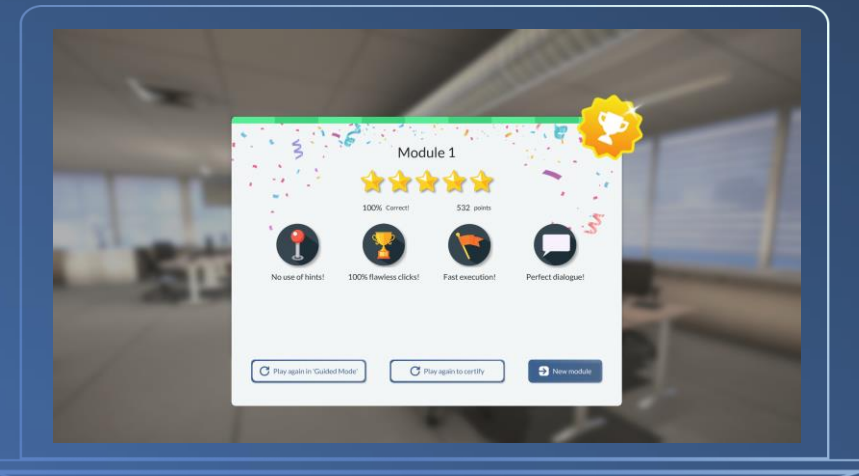 Module 1
100% Correct!
532 points
No use of hints!
100% flawless clicks!
Fast execution!
Perfect dialogue!
Play again in 'Guided Mode'
Play again to certify
New module